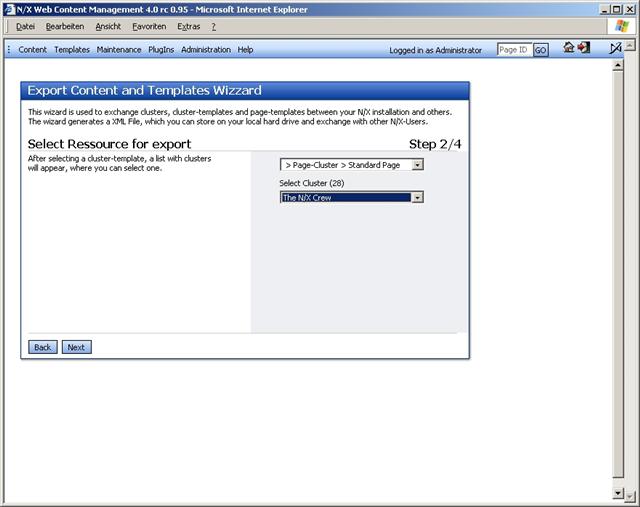 N/X Web Content Management 4.0 rc 0.95 - Microsoft Internet Explorer
Datei Bearbeiten Ansicht Favoriten Extras ?
Content Templates Maintenance PlugIns Administration Help Logged in as Administrator Page ID GO
Export Content and Templates Wizzard
This wizard is used to exchange clusters, cluster-templates and page-templates between your N/X installation and others.
The wizard generates a XML File, which you can store on your local hard drive and exchange with other N/X-Users.
Select Ressource for export Step 2/4
After selecting a cluster-template, a list with clusters
will appear, where you can select one.
> Page-Cluster > Standard Page
Select Cluster (28)
The N/X Crew
Back Next